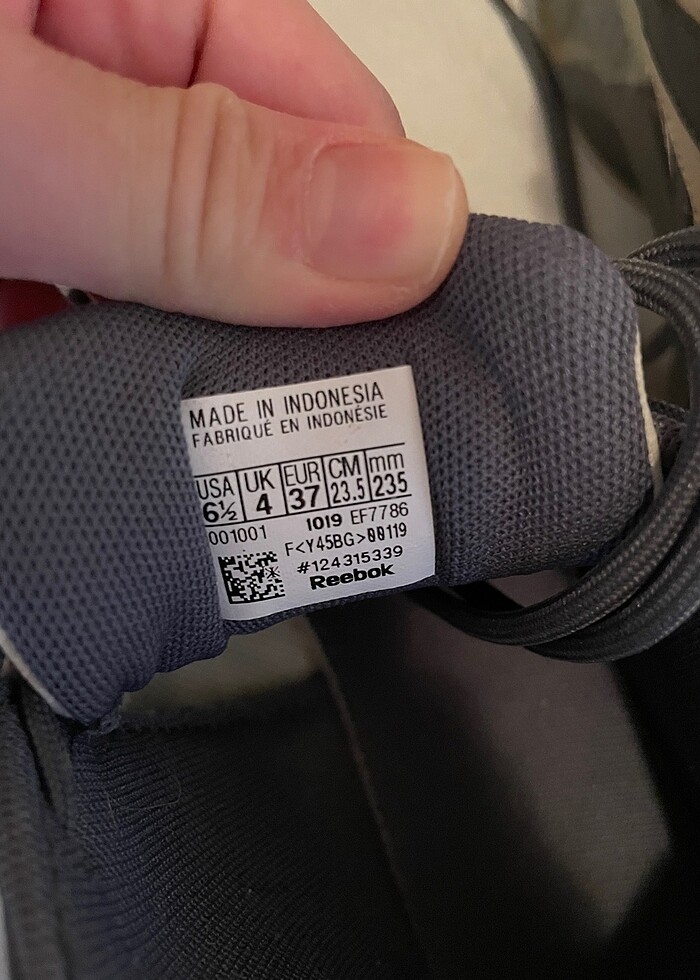 MADE IN INDONESIA
FABRIQUÉ EN INDONÉSIE
USA UK EUR CM mm
6½ 4 37 23.5 235
001001 1019 EF7786
F<Y45BG>00119
#124315339
Reebok